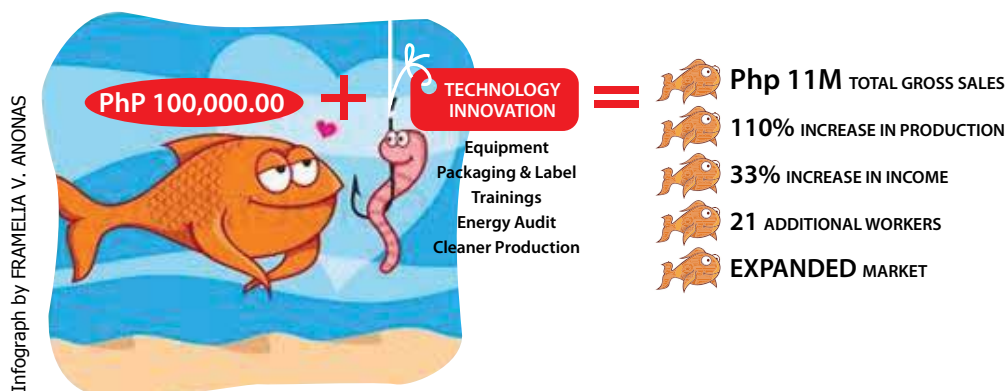 Infograph by FRAMELIA V. ANONAS
PhP 100,000.00
+
TECHNOLOGY
INNOVATION
Equipment
Packaging & Label
Trainings
Energy Audit
Cleaner Production
=
Php 11M TOTAL GROSS SALES
110% INCREASE IN PRODUCTION
33% INCREASE IN INCOME
21 ADDITIONAL WORKERS
EXPANDED MARKET